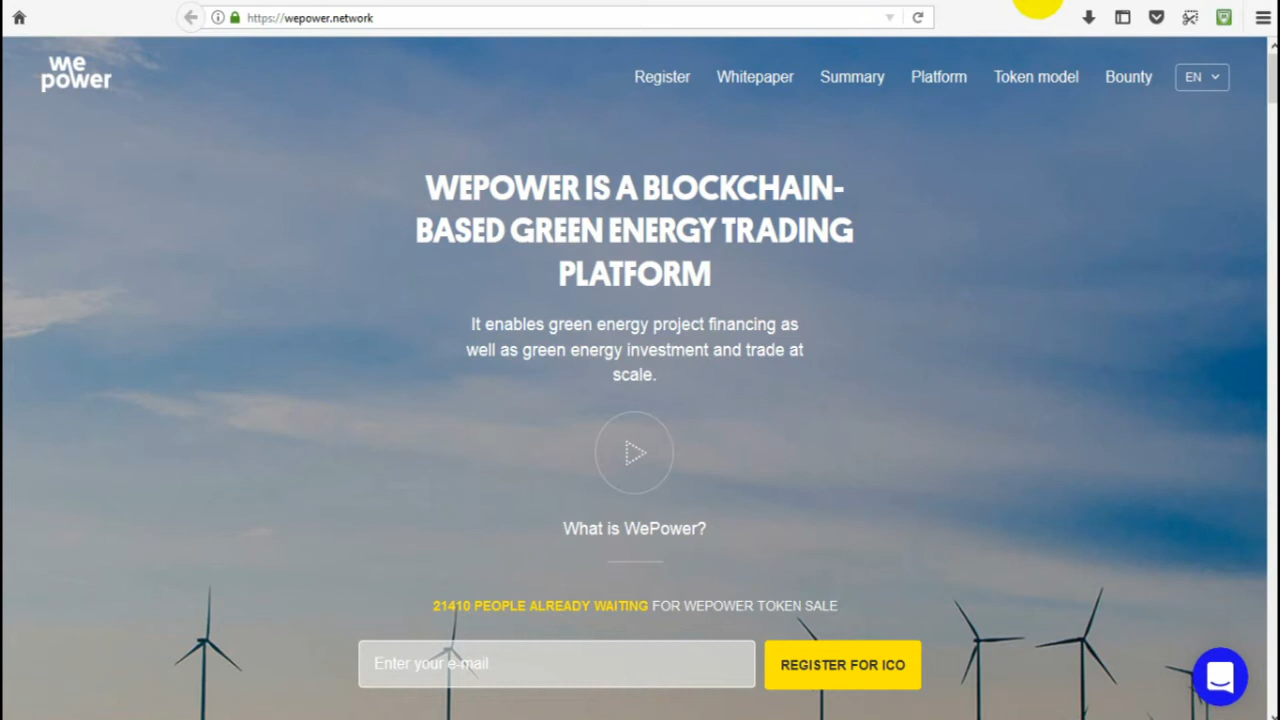 https://wepower.network
we
power
Register Whitepaper Summary Platform Token model Bounty EN
WEPOWER IS A BLOCKCHAIN-
BASED GREEN ENERGY TRADING
PLATFORM
It enables green energy project financing as
well as green energy investment and trade at
scale.
What is WePower?
21410 PEOPLE ALREADY WAITING FOR WEPOWER TOKEN SALE
Enter your e-mail
REGISTER FOR ICO